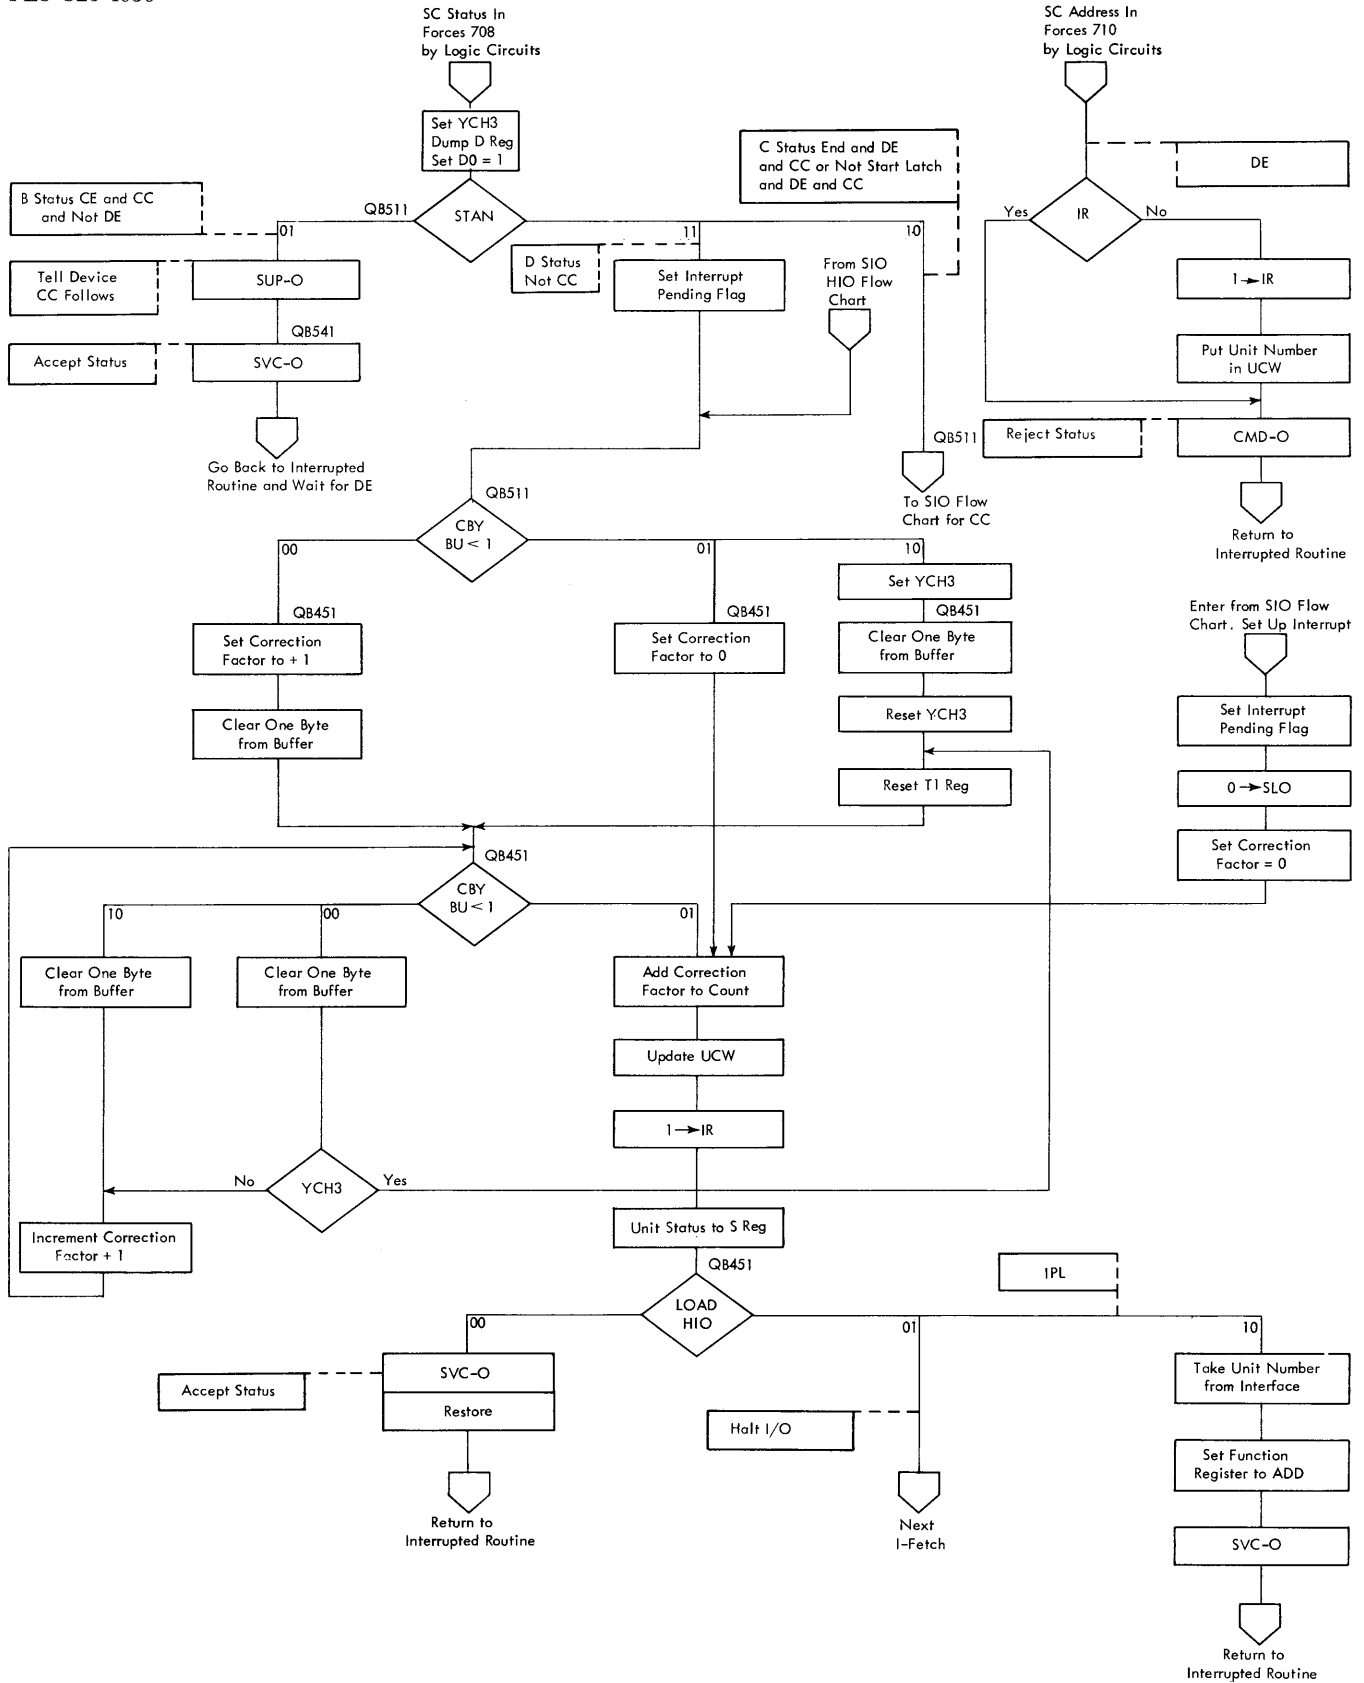 SC Status In
Forces 708
by Logic Circuits
SC Address In
Forces 710
by Logic Circuits
Set YCH3
Dump D Reg
Set D0 = 1
C Status End and DE
and CC or Not Start Latch
and DE and CC
DE
B Status CE and CC
and Not DE
QB511
STAN
01
11
10
Yes
IR
No
D Status
Not CC
Tell Device
CC Follows
SUP-O
Set Interrupt
Pending Flag
From SIO
HIO Flow
Chart
1→IR
QB541
Accept Status
SVC-O
Put Unit Number
in UCW
Go Back to Interrupted
Routine and Wait for DE
QB511
Reject Status
CMD-O
To SIO Flow
Chart for CC
Return to
Interrupted Routine
QB511
CBY
BU < 1
00
01
10
Set YCH3
QB451
QB451
QB451
Set Correction
Factor to + 1
Set Correction
Factor to 0
Clear One Byte
from Buffer
Enter from SIO Flow
Chart. Set Up Interrupt
Clear One Byte
from Buffer
Reset YCH3
Set Interrupt
Pending Flag
Reset T1 Reg
0→SLO
Set Correction
Factor = 0
QB451
CBY
BU < 1
10
00
01
Clear One Byte
from Buffer
Clear One Byte
from Buffer
Add Correction
Factor to Count
Update UCW
1→IR
No
YCH3
Yes
Increment Correction
Factor + 1
Unit Status to S Reg
QB451
LOAD
HIO
IPL
00
01
10
Accept Status
SVC-O
Restore
Halt I/O
Take Unit Number
from Interface
Set Function
Register to ADD
SVC-O
Return to
Interrupted Routine
Next
I-Fetch
Return to
Interrupted Routine